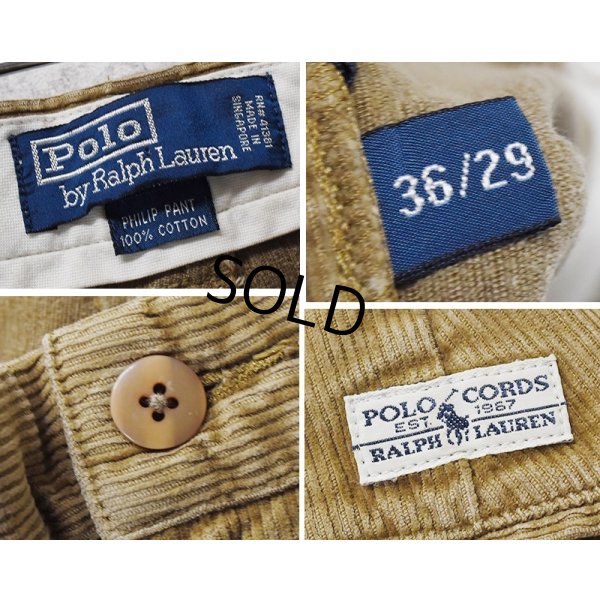 Polo
by Ralph Lauren
RN#41381
MADE IN
SINGAPORE
PHILIP PANT
100% COTTON
36/29
SOLD
POLO CORDS
EST. 1967
RALPH LAUREN